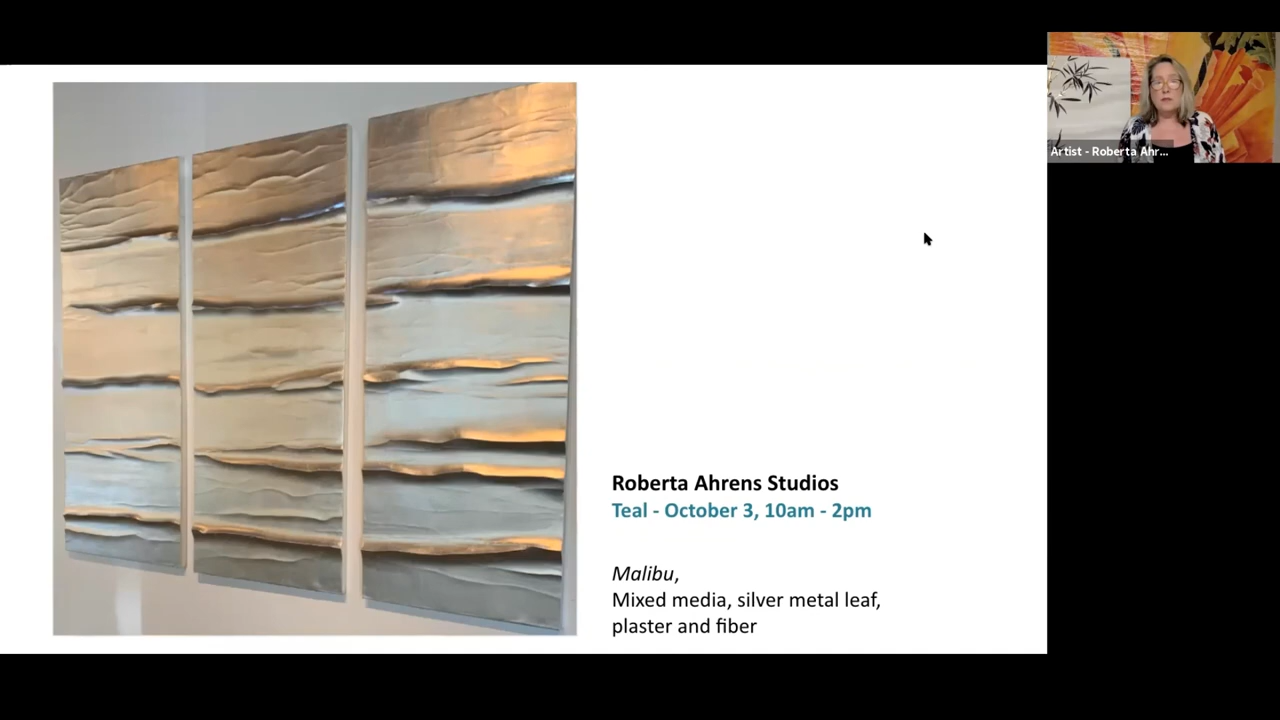 Artist - Roberta Ahr...
Roberta Ahrens Studios
Teal - October 3, 10am - 2pm
Malibu,
Mixed media, silver metal leaf,
plaster and fiber